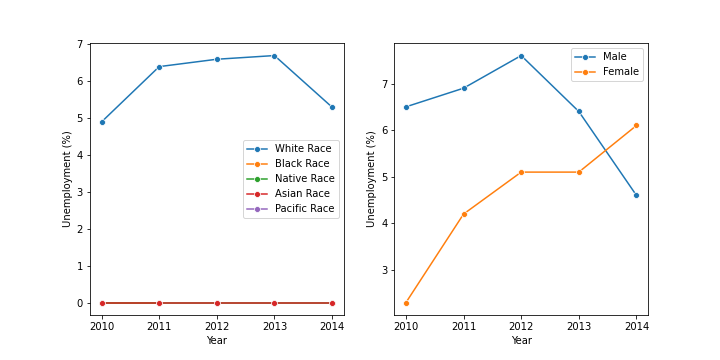 7
6
5
4
3
2
1
0
Unemployment (%)
2010 2011 2012 2013 2014
Year
White Race
Black Race
Native Race
Asian Race
Pacific Race
7
6
5
4
3
Unemployment (%)
2010 2011 2012 2013 2014
Year
Male
Female